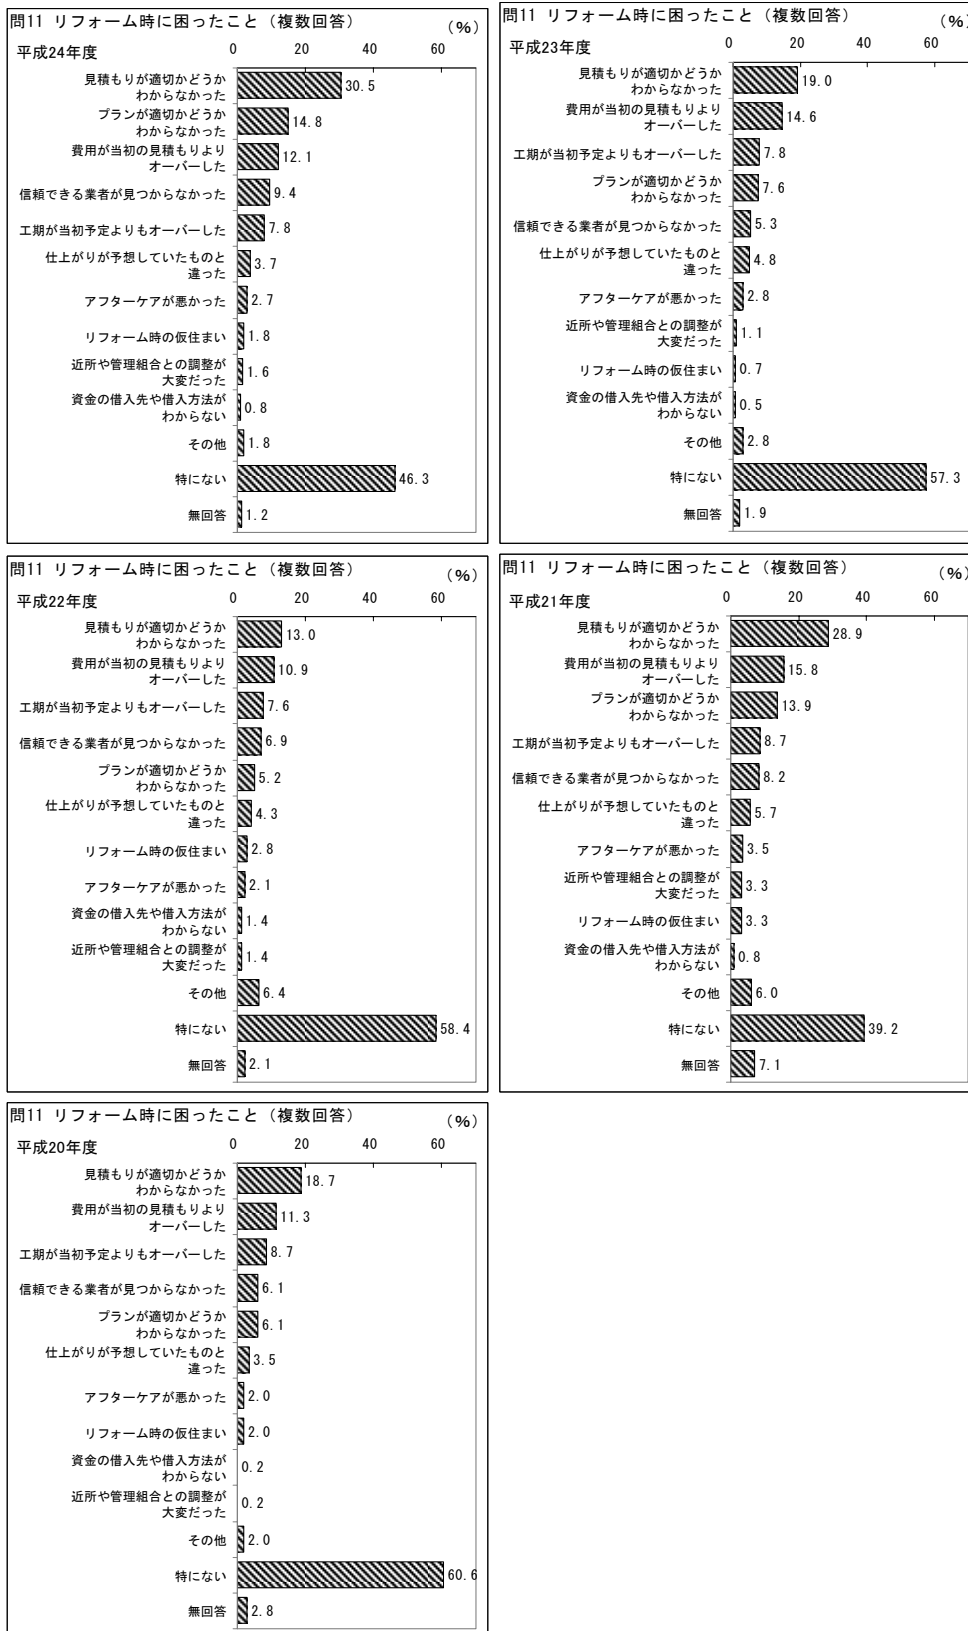 問11 リフォーム時に困ったこと（複数回答）
（%）
平成24年度
0 20 40 60
見積もりが適切かどうか
わからなかった
30.5
プランが適切かどうか
わからなかった
14.8
費用が当初の見積もりより
オーバーした
12.1
信頼できる業者が見つからなかった
9.4
工期が当初予定よりもオーバーした
7.8
仕上がりが予想していたものと
違った
3.7
アフターケアが悪かった
2.7
リフォーム時の仮住まい
1.8
近所や管理組合との調整が
大変だった
1.6
資金の借入先や借入方法が
わからない
0.8
その他
1.8
特にない
46.3
無回答
1.2
問11 リフォーム時に困ったこと（複数回答）
（%）
平成23年度
0 20 40 60
見積もりが適切かどうか
わからなかった
19.0
費用が当初の見積もりより
オーバーした
14.6
工期が当初予定よりもオーバーした
7.8
プランが適切かどうか
わからなかった
7.6
信頼できる業者が見つからなかった
5.3
仕上がりが予想していたものと
違った
4.8
アフターケアが悪かった
2.8
近所や管理組合との調整が
大変だった
1.1
リフォーム時の仮住まい
0.7
資金の借入先や借入方法が
わからない
0.5
その他
2.8
特にない
57.3
無回答
1.9
問11 リフォーム時に困ったこと（複数回答）
（%）
平成22年度
0 20 40 60
見積もりが適切かどうか
わからなかった
13.0
費用が当初の見積もりより
オーバーした
10.9
工期が当初予定よりもオーバーした
7.6
信頼できる業者が見つからなかった
6.9
プランが適切かどうか
わからなかった
5.2
仕上がりが予想していたものと
違った
4.3
リフォーム時の仮住まい
2.8
アフターケアが悪かった
2.1
資金の借入先や借入方法が
わからない
1.4
近所や管理組合との調整が
大変だった
1.4
その他
6.4
特にない
58.4
無回答
2.1
問11 リフォーム時に困ったこと（複数回答）
（%）
平成21年度
0 20 40 60
見積もりが適切かどうか
わからなかった
28.9
費用が当初の見積もりより
オーバーした
15.8
プランが適切かどうか
わからなかった
13.9
工期が当初予定よりもオーバーした
8.7
信頼できる業者が見つからなかった
8.2
仕上がりが予想していたものと
違った
5.7
アフターケアが悪かった
3.5
近所や管理組合との調整が
大変だった
3.3
リフォーム時の仮住まい
3.3
資金の借入先や借入方法が
わからない
0.8
その他
6.0
特にない
39.2
無回答
7.1
問11 リフォーム時に困ったこと（複数回答）
（%）
平成20年度
0 20 40 60
見積もりが適切かどうか
わからなかった
18.7
費用が当初の見積もりより
オーバーした
11.3
工期が当初予定よりもオーバーした
8.7
信頼できる業者が見つからなかった
6.1
プランが適切かどうか
わからなかった
6.1
仕上がりが予想していたものと
違った
3.5
アフターケアが悪かった
2.0
リフォーム時の仮住まい
2.0
資金の借入先や借入方法が
わからない
0.2
近所や管理組合との調整が
大変だった
0.2
その他
2.0
特にない
60.6
無回答
2.8